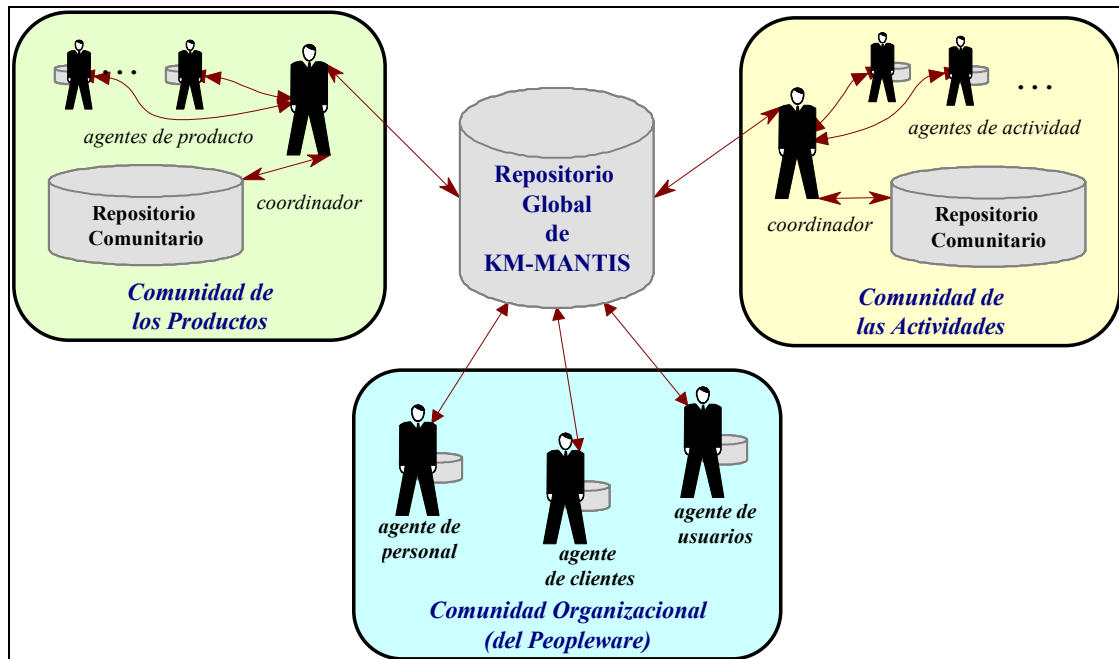 . . .
agentes de producto
coordinador
Repositorio
Comunitario
Comunidad de
los Productos
Repositorio
Global
de
KM-MANTIS
. . .
agentes de actividad
coordinador
Repositorio
Comunitario
Comunidad de
las Actividades
agente de
personal
agente
de clientes
agente de
usuarios
Comunidad Organizacional
(del Peopleware)